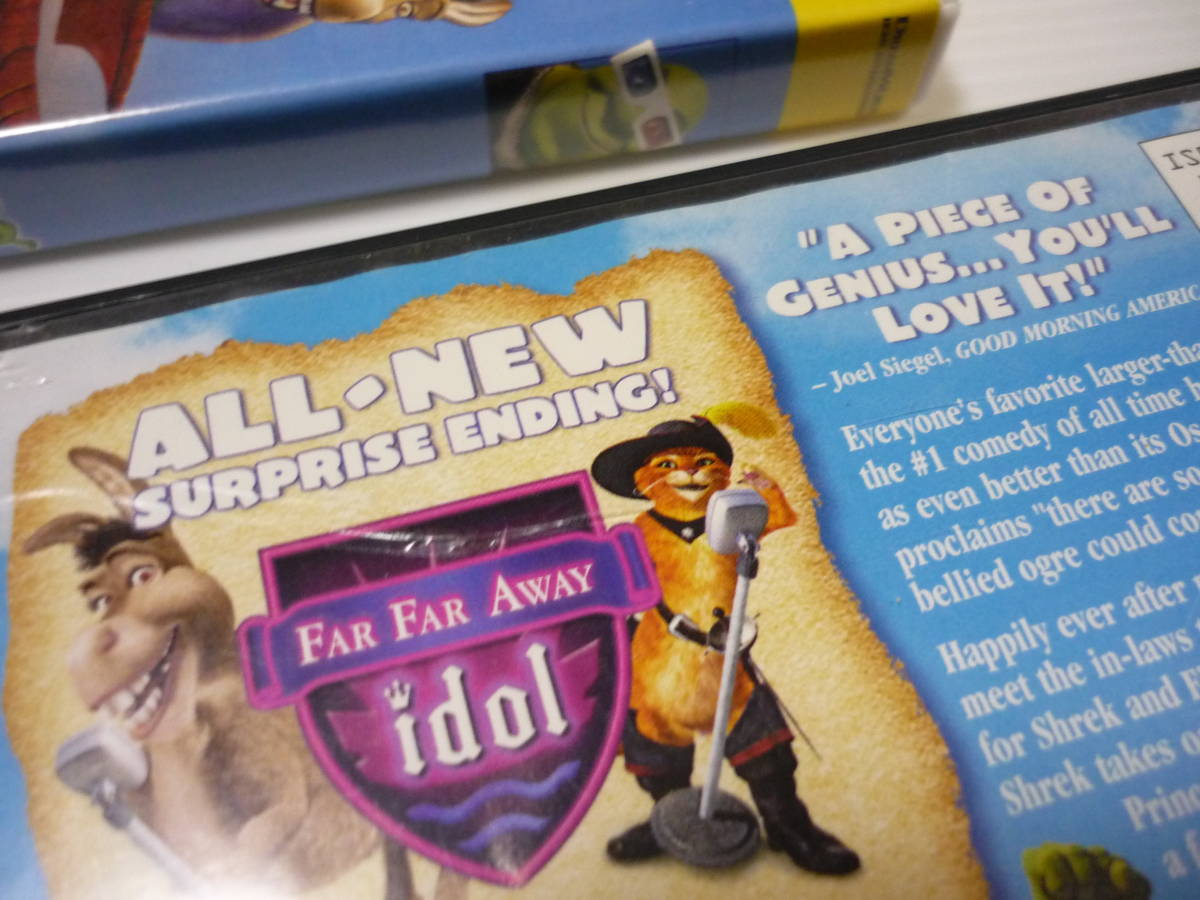 ALL-NEW
SURPRISE ENDING!
FAR FAR AWAY
idol
"A PIECE OF
GENIUS...YOU'LL
LOVE IT!"
– Joel Siegel, GOOD MORNING AMERIC
Everyone's favorite larger-tha
the #1 comedy of all time
as even better than its Os
proclaims "there are so
bellied ogre could co
Happily ever after
meet the in-laws
for Shrek and
Shrek takes
Princ